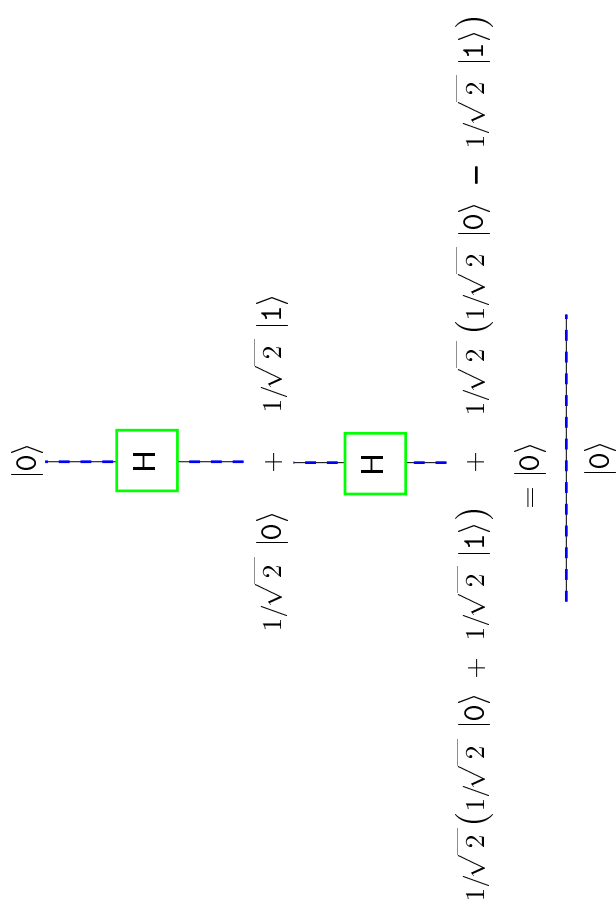 |0⟩
H
1/√2 |0⟩ + 1/√2 |1⟩
H
1/√2(1/√2 |0⟩ + 1/√2 |1⟩) + 1/√2 (1/√2 |0⟩ − 1/√2 |1⟩)
= |0⟩
|0⟩